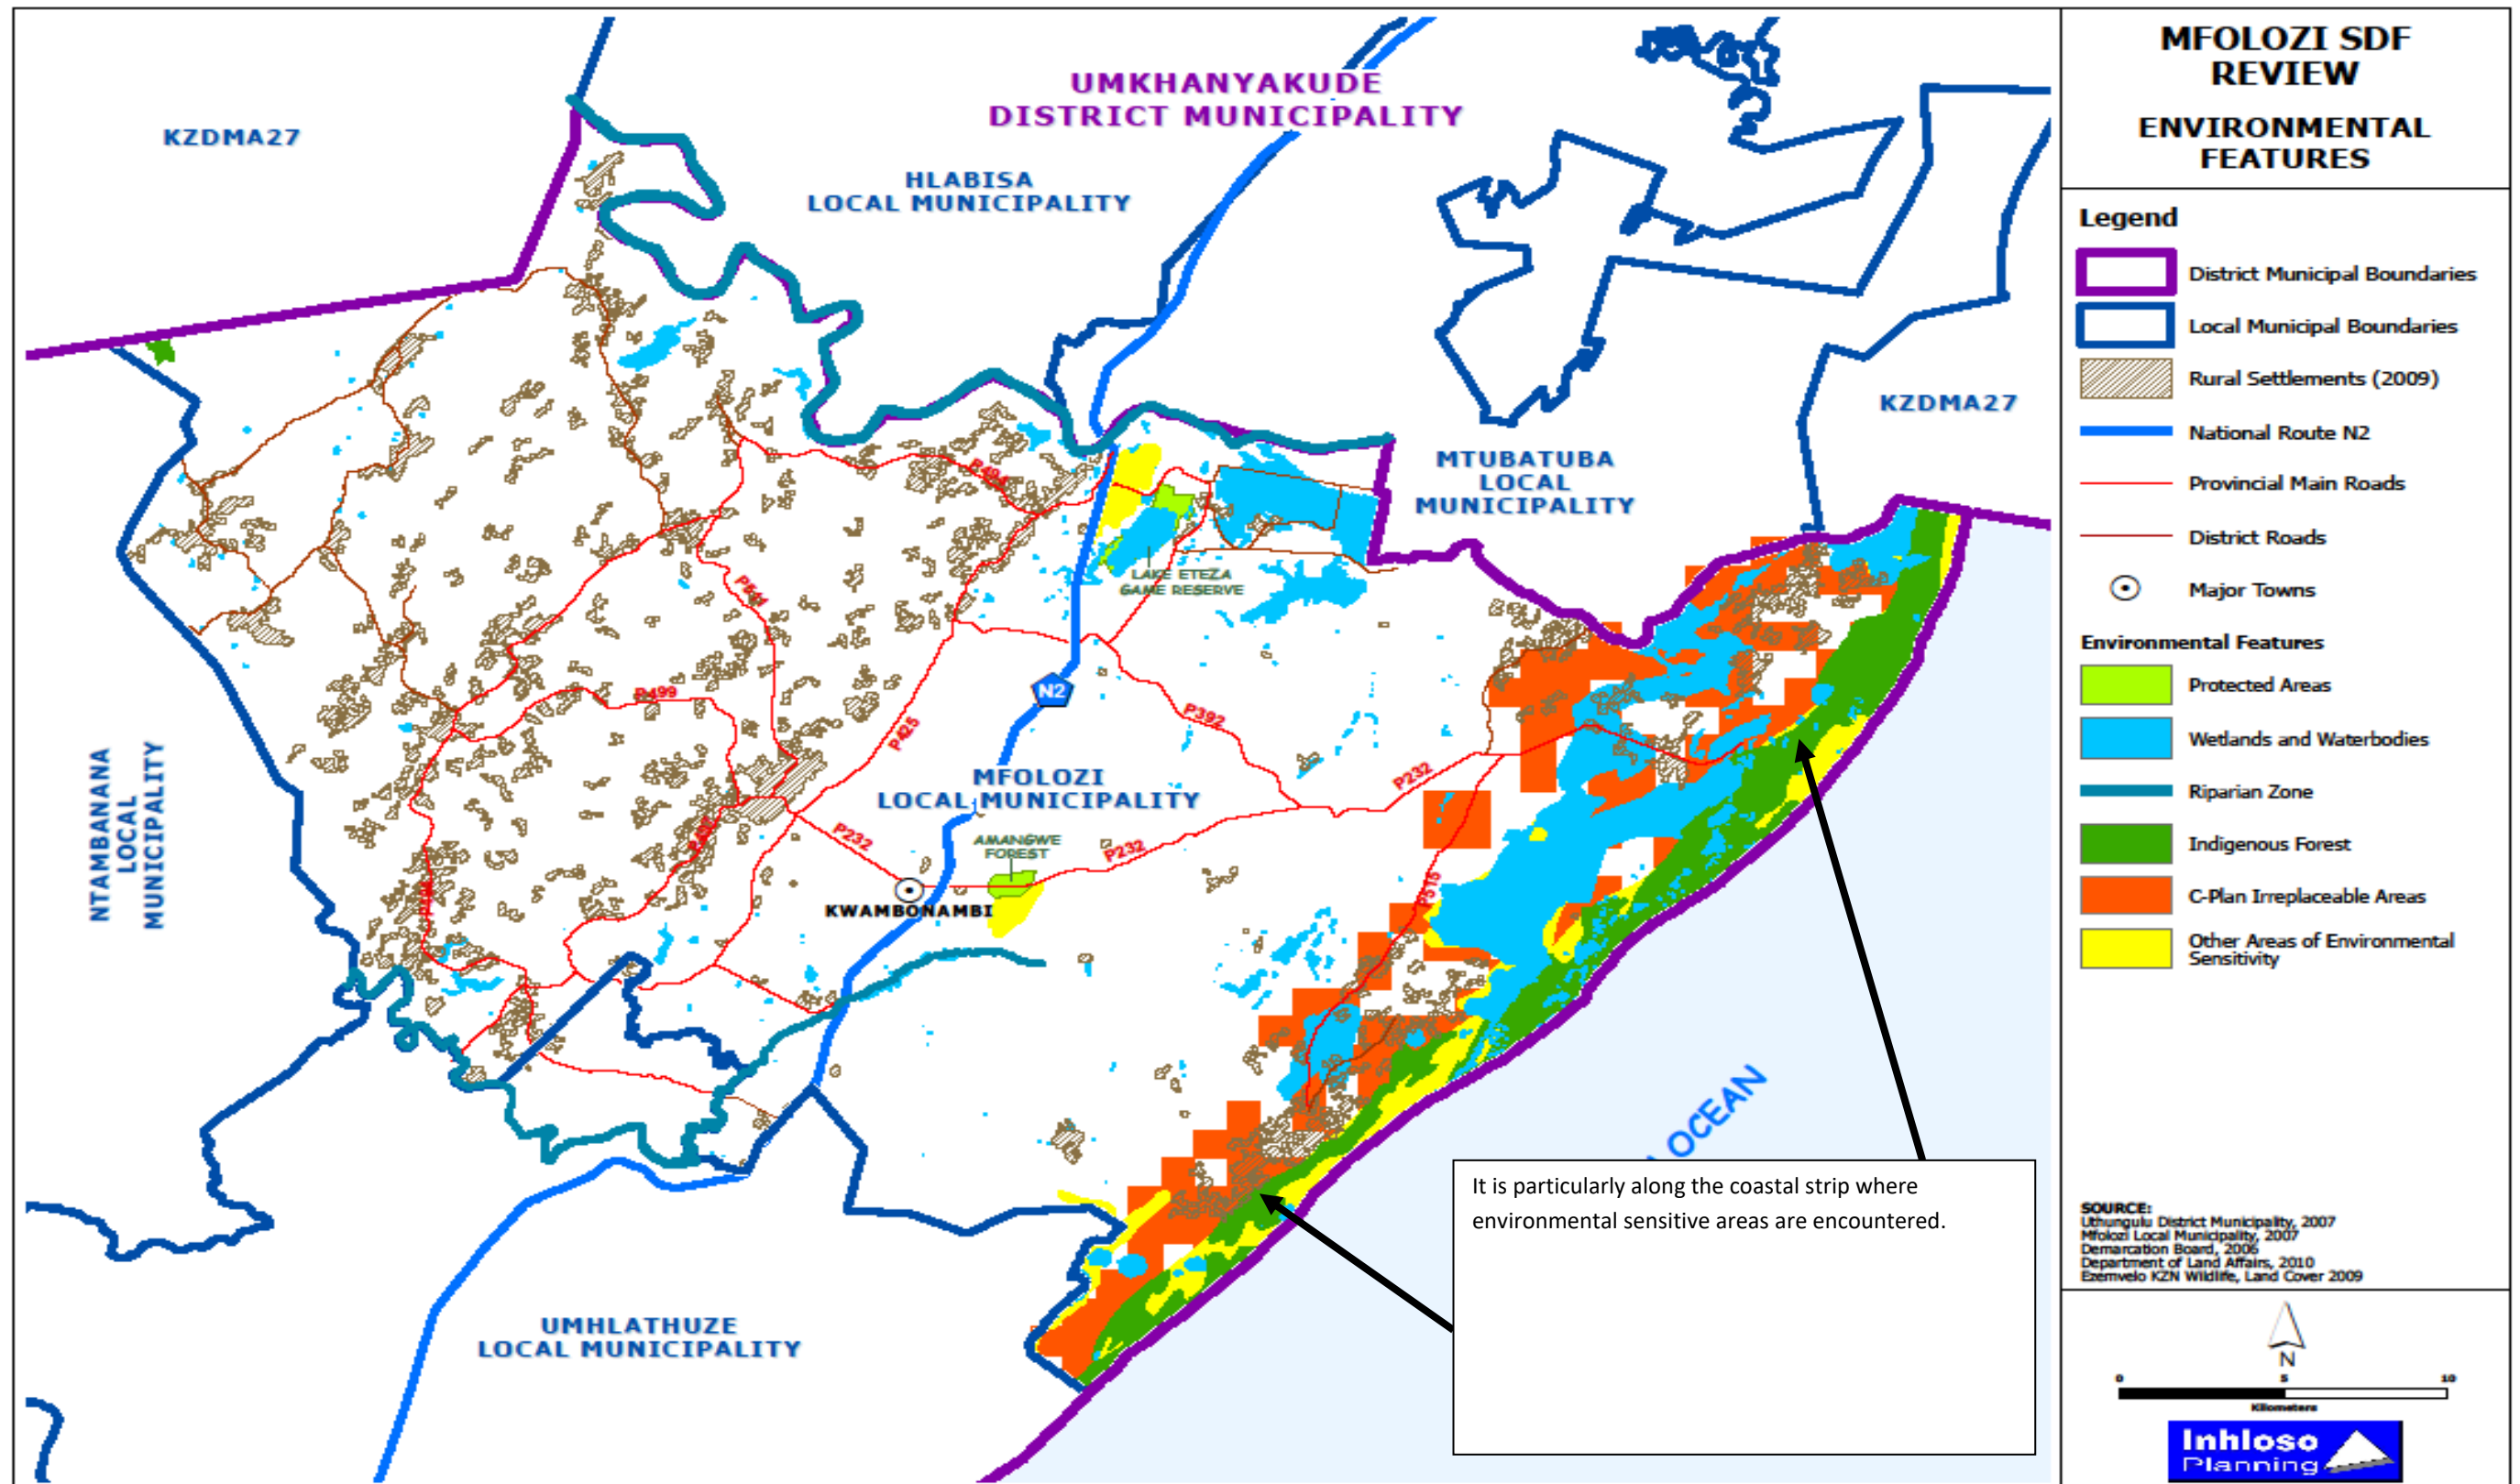 MFOLOZI SDF
REVIEW
ENVIRONMENTAL
FEATURES
Legend
District Municipal Boundaries
Local Municipal Boundaries
Rural Settlements (2009)
National Route N2
Provincial Main Roads
District Roads
Major Towns
Environmental Features
Protected Areas
Wetlands and Waterbodies
Riparian Zone
Indigenous Forest
C-Plan Irreplaceable Areas
Other Areas of Environmental
Sensitivity
SOURCE:
Uthungulu District Municipality, 2007
Mfolozi Local Municipality, 2007
Demarcation Board, 2006
Department of Land Affairs, 2010
Ezemvelo KZN Wildlife, Land Cover 2009
N
0 5 10
Kilometers
Inhloso
Planning
UMKHANYAKUDE
DISTRICT MUNICIPALITY
KZDMA27
HLABISA
LOCAL MUNICIPALITY
KZDMA27
MTUBATUBA
LOCAL
MUNICIPALITY
P494
LAKE ETEZA
GAME RESERVE
P544
P499
N2
P392
P425
MFOLOZI
LOCAL MUNICIPALITY
P232
NTAMBANANA
LOCAL
MUNICIPALITY
P232
AMANGWE
FOREST
P232
P515
KWAMBONAMBI
OCEAN
It is particularly along the coastal strip where
environmental sensitive areas are encountered.
UMHLATHUZE
LOCAL MUNICIPALITY